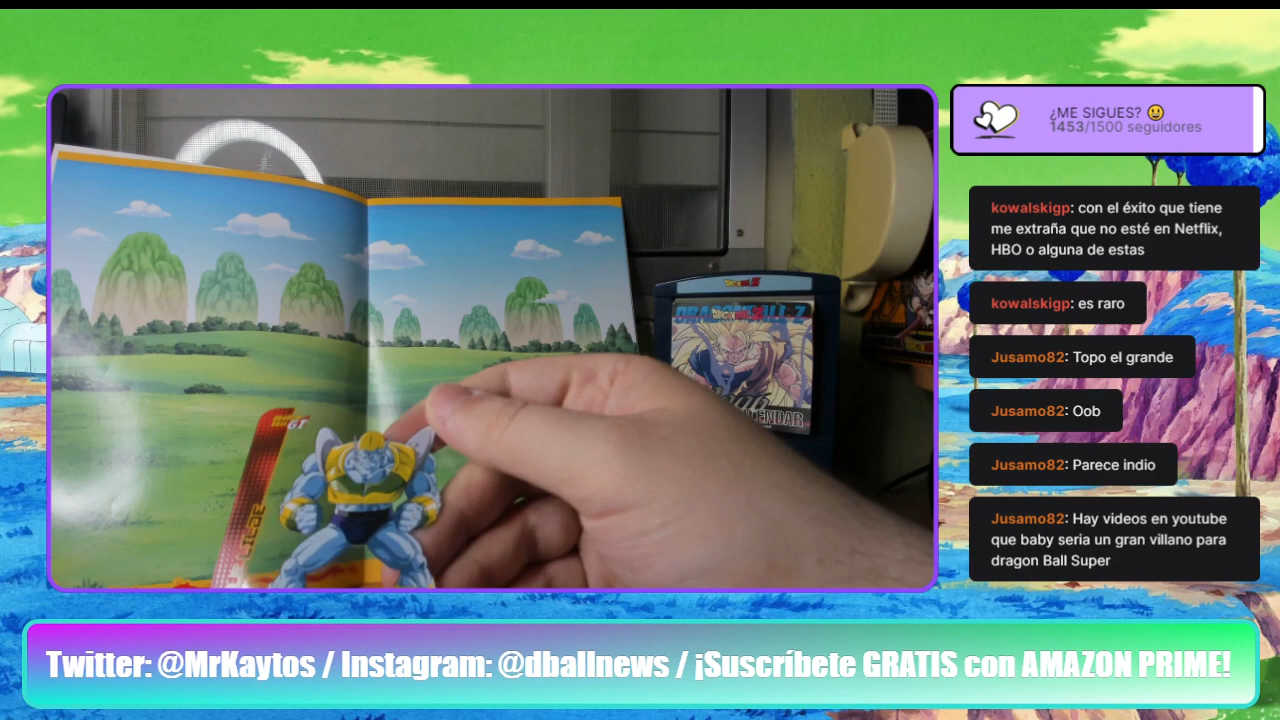 ¿ME SIGUES? 😀
1453/1500 seguidores
kowalskigp: con el éxito que tiene
me extraña que no esté en Netflix,
HBO o alguna de estas
kowalskigp: es raro
Jusamo82: Topo el grande
Jusamo82: Oob
Jusamo82: Parece indio
Jusamo82: Hay videos en youtube
que baby seria un gran villano para
dragon Ball Super
GT
DRAGON BALL Z
Twitter: @MrKaytos / Instagram: @dballnews / ¡Suscríbete GRATIS con AMAZON PRIME!